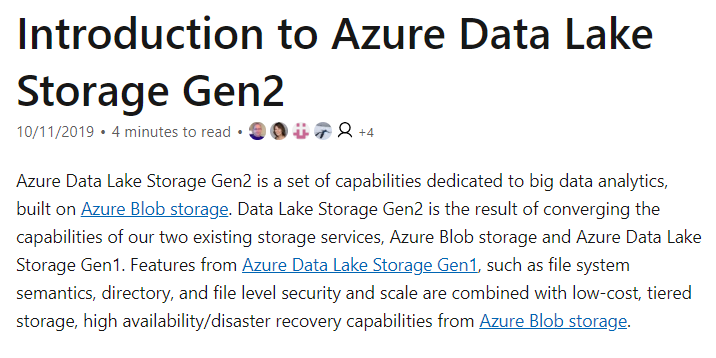 Introduction to Azure Data Lake
Storage Gen2
10/11/2019 • 4 minutes to read • +4
Azure Data Lake Storage Gen2 is a set of capabilities dedicated to big data analytics,
built on Azure Blob storage. Data Lake Storage Gen2 is the result of converging the
capabilities of our two existing storage services, Azure Blob storage and Azure Data Lake
Storage Gen1. Features from Azure Data Lake Storage Gen1, such as file system
semantics, directory, and file level security and scale are combined with low-cost, tiered
storage, high availability/disaster recovery capabilities from Azure Blob storage.